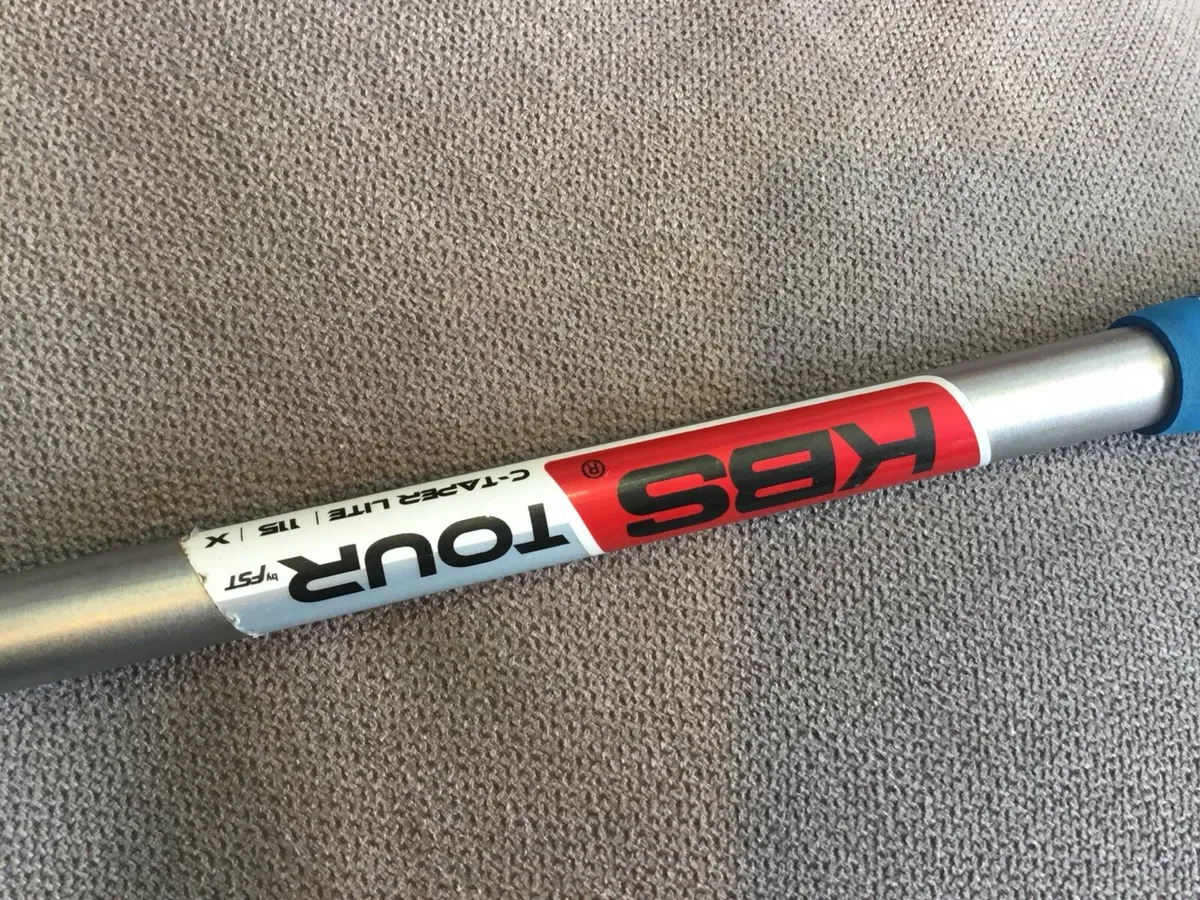 KBS®
TOUR by FST
C-TAPER LITE | 115 | X